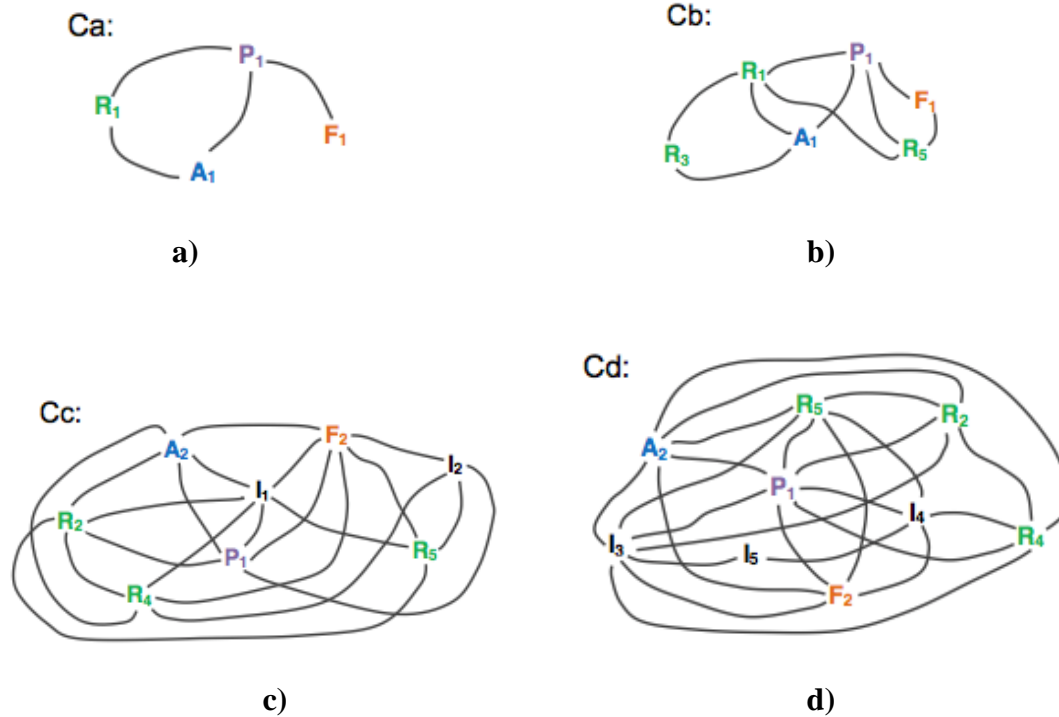 Ca:
P₁
R₁
F₁
A₁
a)
Cb:
P₁
R₁
F₁
A₁
R₅
R₃
b)
Cc:
A₂
F₂
I₂
I₁
R₂
R₅
P₁
R₄
c)
Cd:
R₅
R₂
A₂
P₁
I₄
R₄
I₃
I₅
F₂
d)